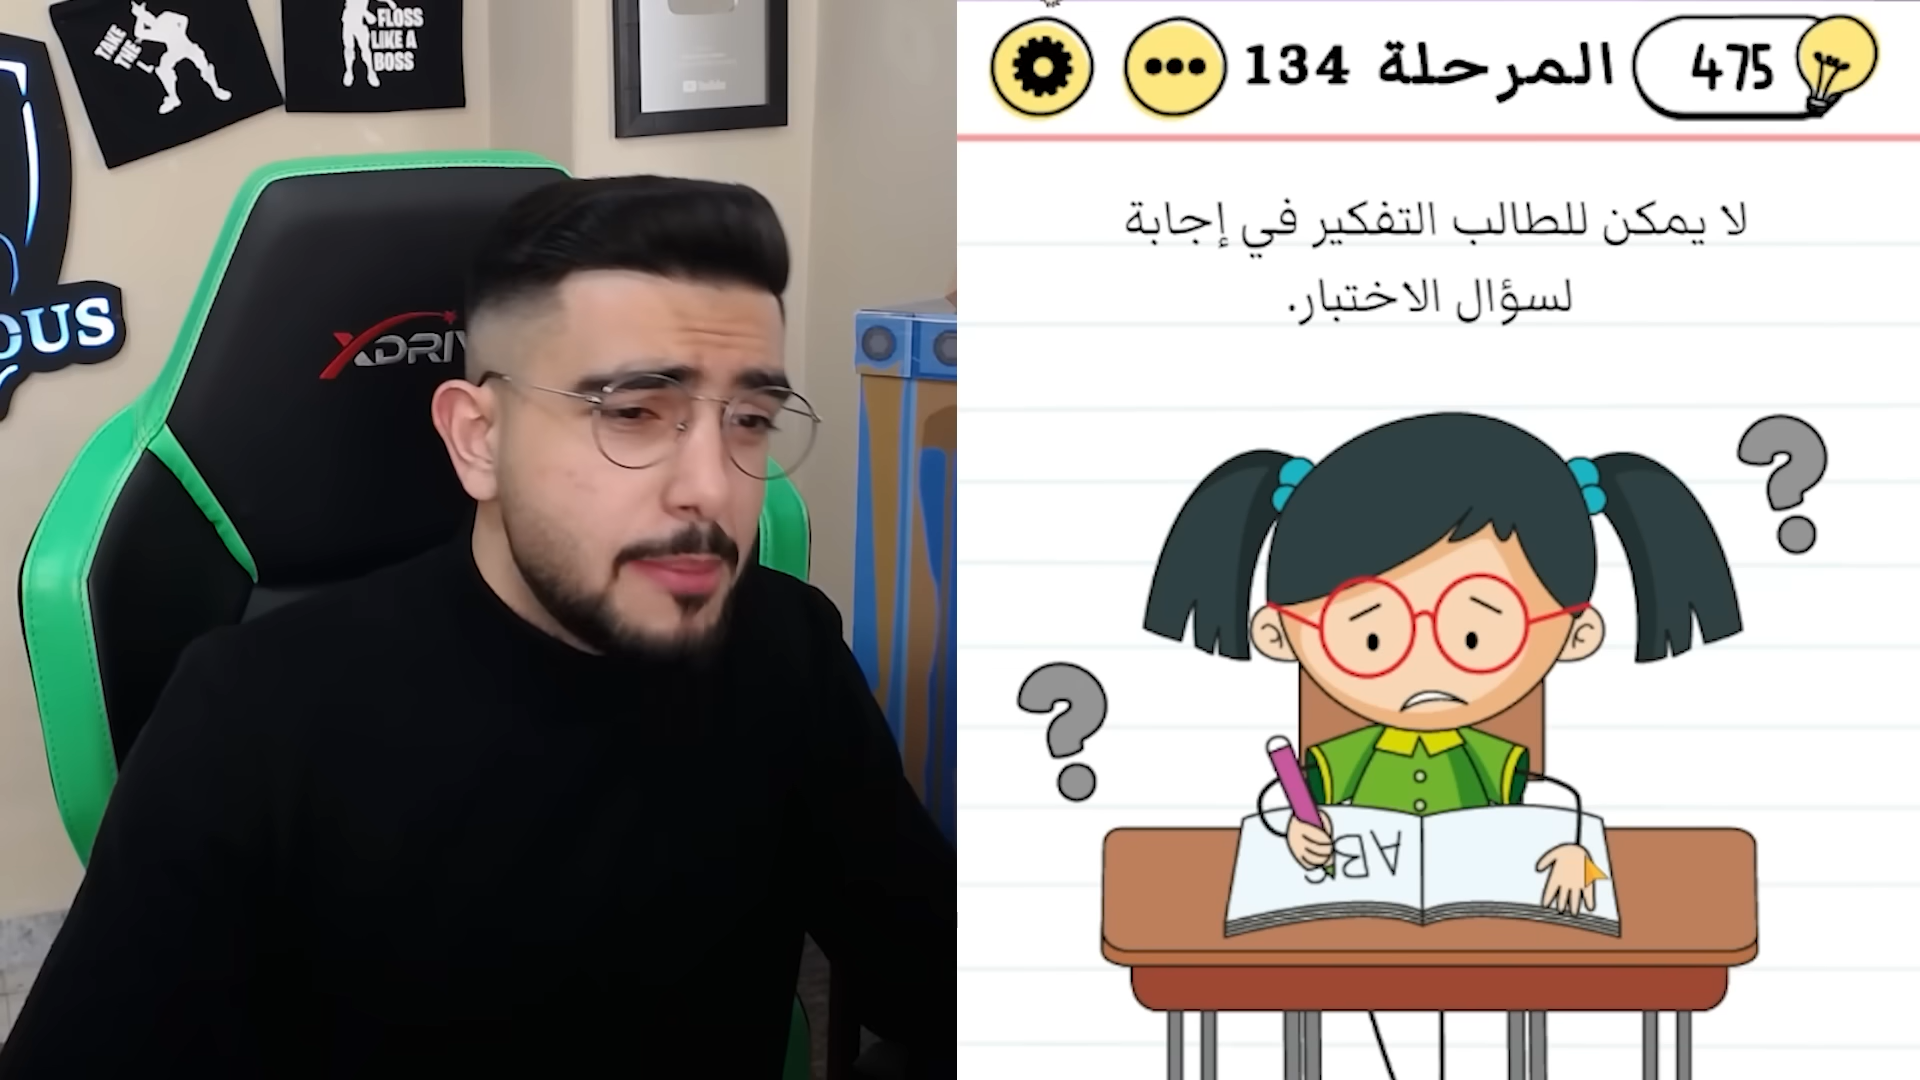 TAKE
THE L
FLOSS
LIKE A
BOSS
YouTube
OUS
XDRIV
المرحلة 134
475
لا يمكن للطالب التفكير في إجابة
لسؤال الاختبار.
ABC